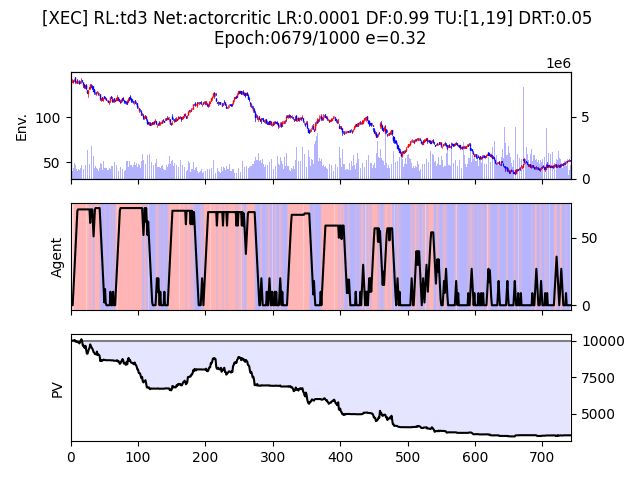 [XEC] RL:td3 Net:actorcritic LR:0.0001 DF:0.99 TU:[1,19] DRT:0.05
Epoch:0679/1000 e=0.32
1e6
Env.
100
50
5
0
Agent
50
0
PV
10000
7500
5000
0 100 200 300 400 500 600 700